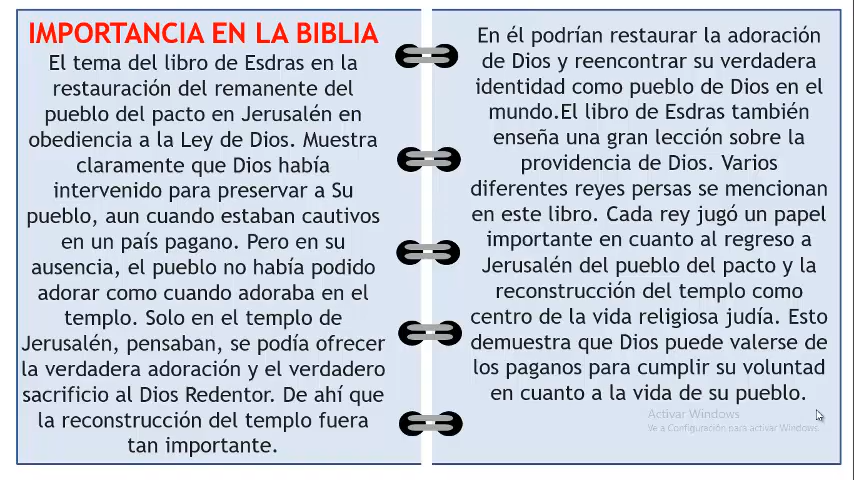 IMPORTANCIA EN LA BIBLIA
El tema del libro de Esdras en la
restauración del remanente del
pueblo del pacto en Jerusalén en
obediencia a la Ley de Dios. Muestra
claramente que Dios había
intervenido para preservar a Su
pueblo, aun cuando estaban cautivos
en un país pagano. Pero en su
ausencia, el pueblo no había podido
adorar como cuando adoraba en el
templo. Solo en el templo de
Jerusalén, pensaban, se podía ofrecer
la verdadera adoración y el verdadero
sacrificio al Dios Redentor. De ahí que
la reconstrucción del templo fuera
tan importante.
En él podrían restaurar la adoración
de Dios y reencontrar su verdadera
identidad como pueblo de Dios en el
mundo.El libro de Esdras también
enseña una gran lección sobre la
providencia de Dios. Varios
diferentes reyes persas se mencionan
en este libro. Cada rey jugó un papel
importante en cuanto al regreso a
Jerusalén del pueblo del pacto y la
reconstrucción del templo como
centro de la vida religiosa judía. Esto
demuestra que Dios puede valerse de
los paganos para cumplir su voluntad
en cuanto a la vida de su pueblo.
Activar Windows
Ve a Configuración para activar Windows.